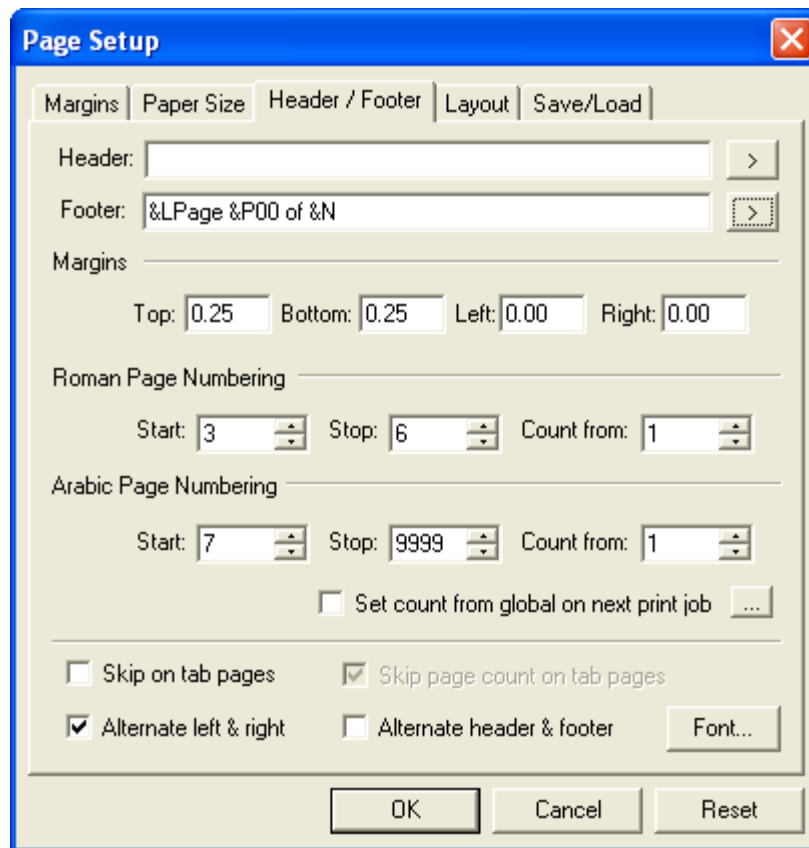 Page Setup
Margins Paper Size Header / Footer Layout Save/Load
Header: >
Footer: &LPage &P00 of &N >
Margins
Top: 0.25 Bottom: 0.25 Left: 0.00 Right: 0.00
Roman Page Numbering
Start: 3 Stop: 6 Count from: 1
Arabic Page Numbering
Start: 7 Stop: 9999 Count from: 1
Set count from global on next print job ...
Skip on tab pages Skip page count on tab pages
Alternate left & right Alternate header & footer Font...
OK Cancel Reset